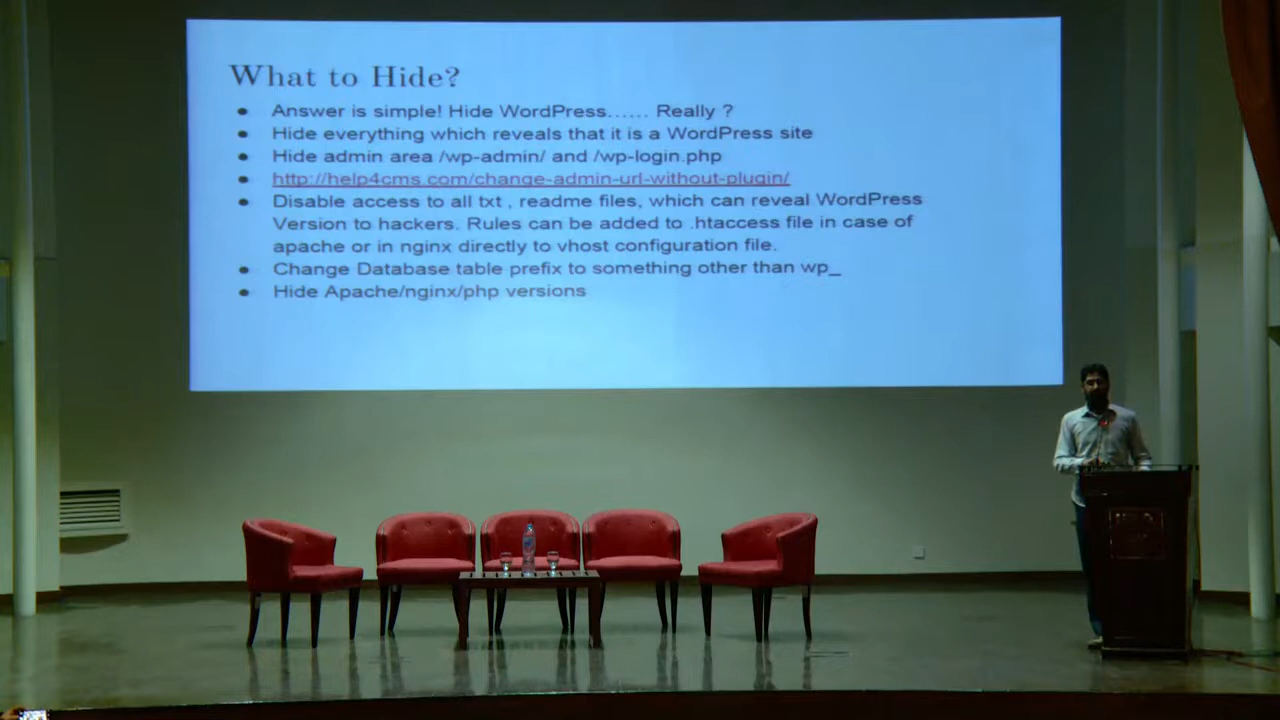 What to Hide?
● Answer is simple! Hide WordPress...... Really ?
● Hide everything which reveals that it is a WordPress site
● Hide admin area /wp-admin/ and /wp-login.php
● http://help4cms.com/change-admin-url-without-plugin/
● Disable access to all txt , readme files, which can reveal WordPress
Version to hackers. Rules can be added to .htaccess file in case of
apache or in nginx directly to vhost configuration file.
● Change Database table prefix to something other than wp_
● Hide Apache/nginx/php versions